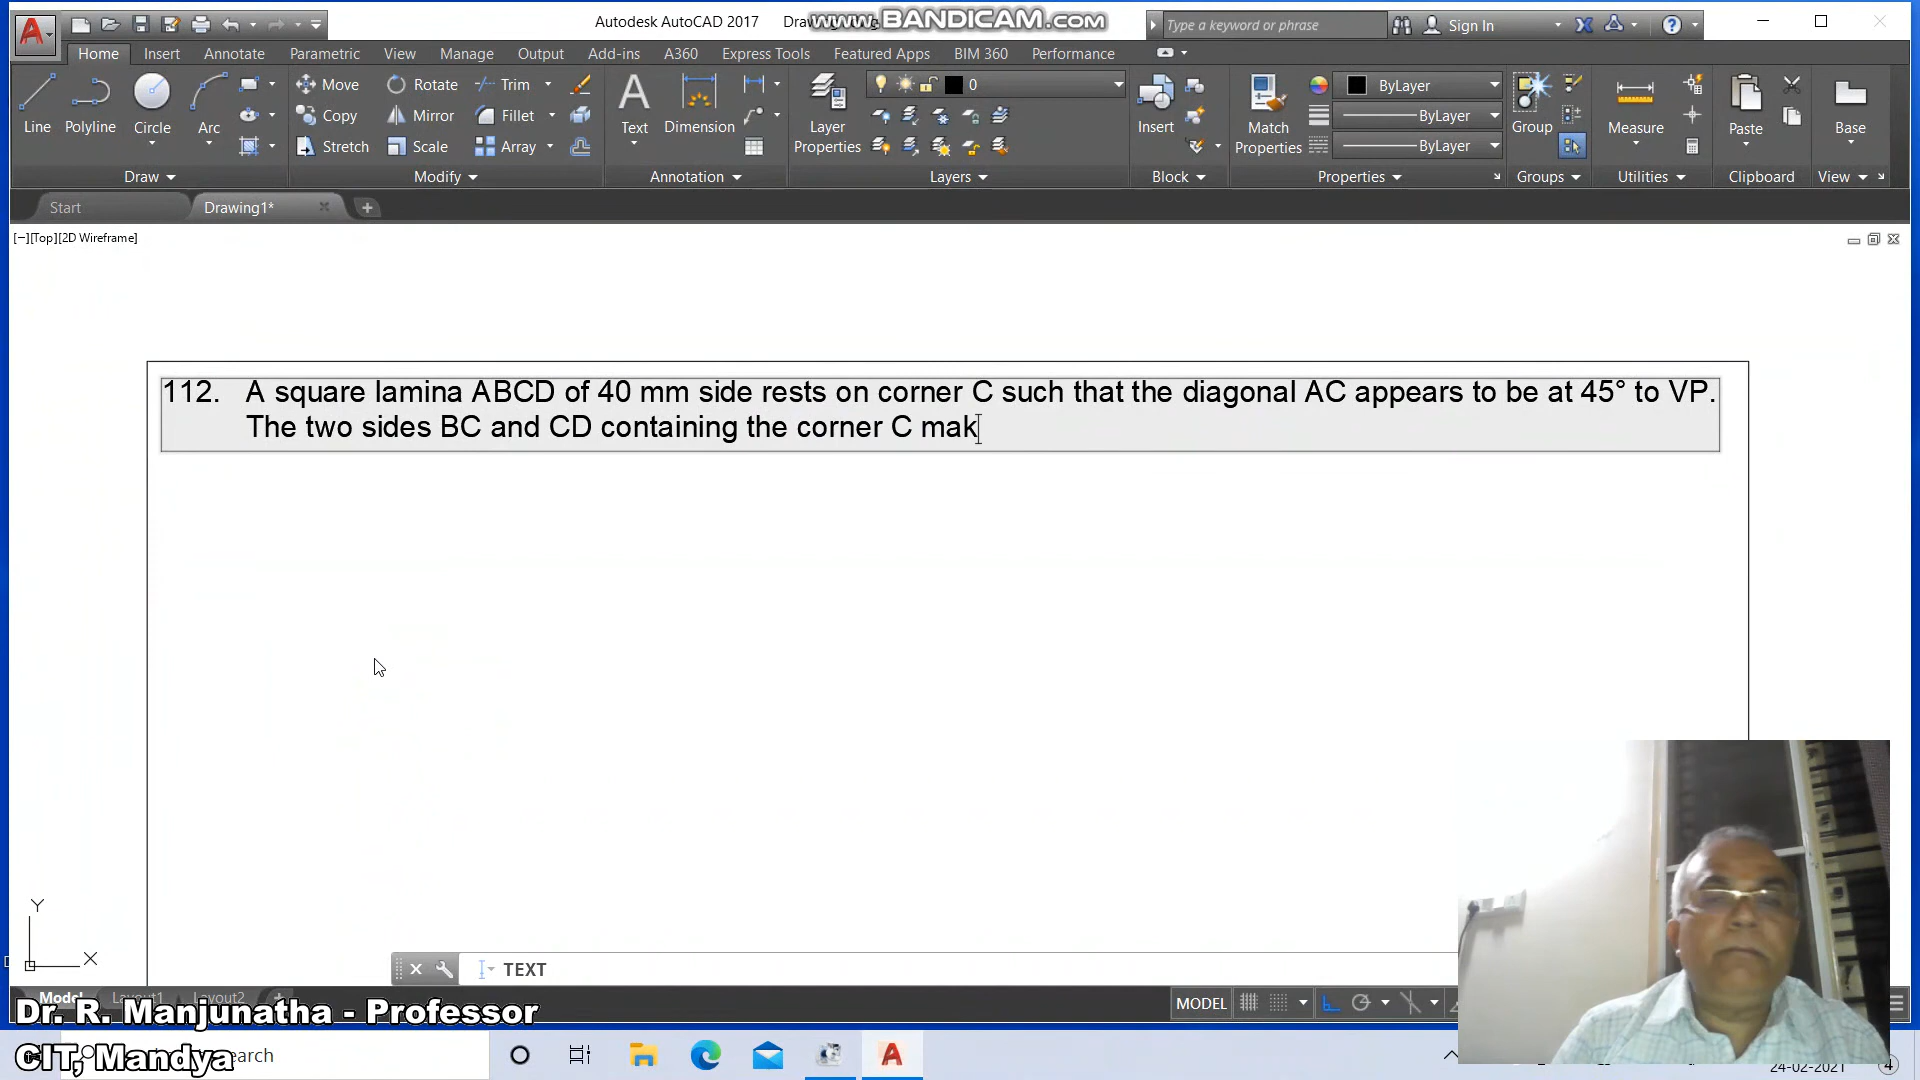 Autodesk AutoCAD 2017
www.BANDICAM.com
Type a keyword or phrase
Sign In
Home Insert Annotate Parametric View Manage Output Add-ins A360 Express Tools Featured Apps BIM 360 Performance
Line Polyline Circle Arc
Move Rotate Trim
Copy Mirror Fillet
Stretch Scale Array
Text Dimension
Layer Properties
0
Insert
Match Properties
ByLayer
ByLayer
ByLayer
Group
Measure
Paste
Base
Draw Modify Annotation Layers Block Properties Groups Utilities Clipboard View
Start Drawing1*
[−][Top][2D Wireframe]
112. A square lamina ABCD of 40 mm side rests on corner C such that the diagonal AC appears to be at 45° to VP.
The two sides BC and CD containing the corner C mak
Y
X
TEXT
Model Layout1 Layout2
MODEL
Dr. R. Manjunatha - Professor
CIT, Mandya
search
24-02-2021
4